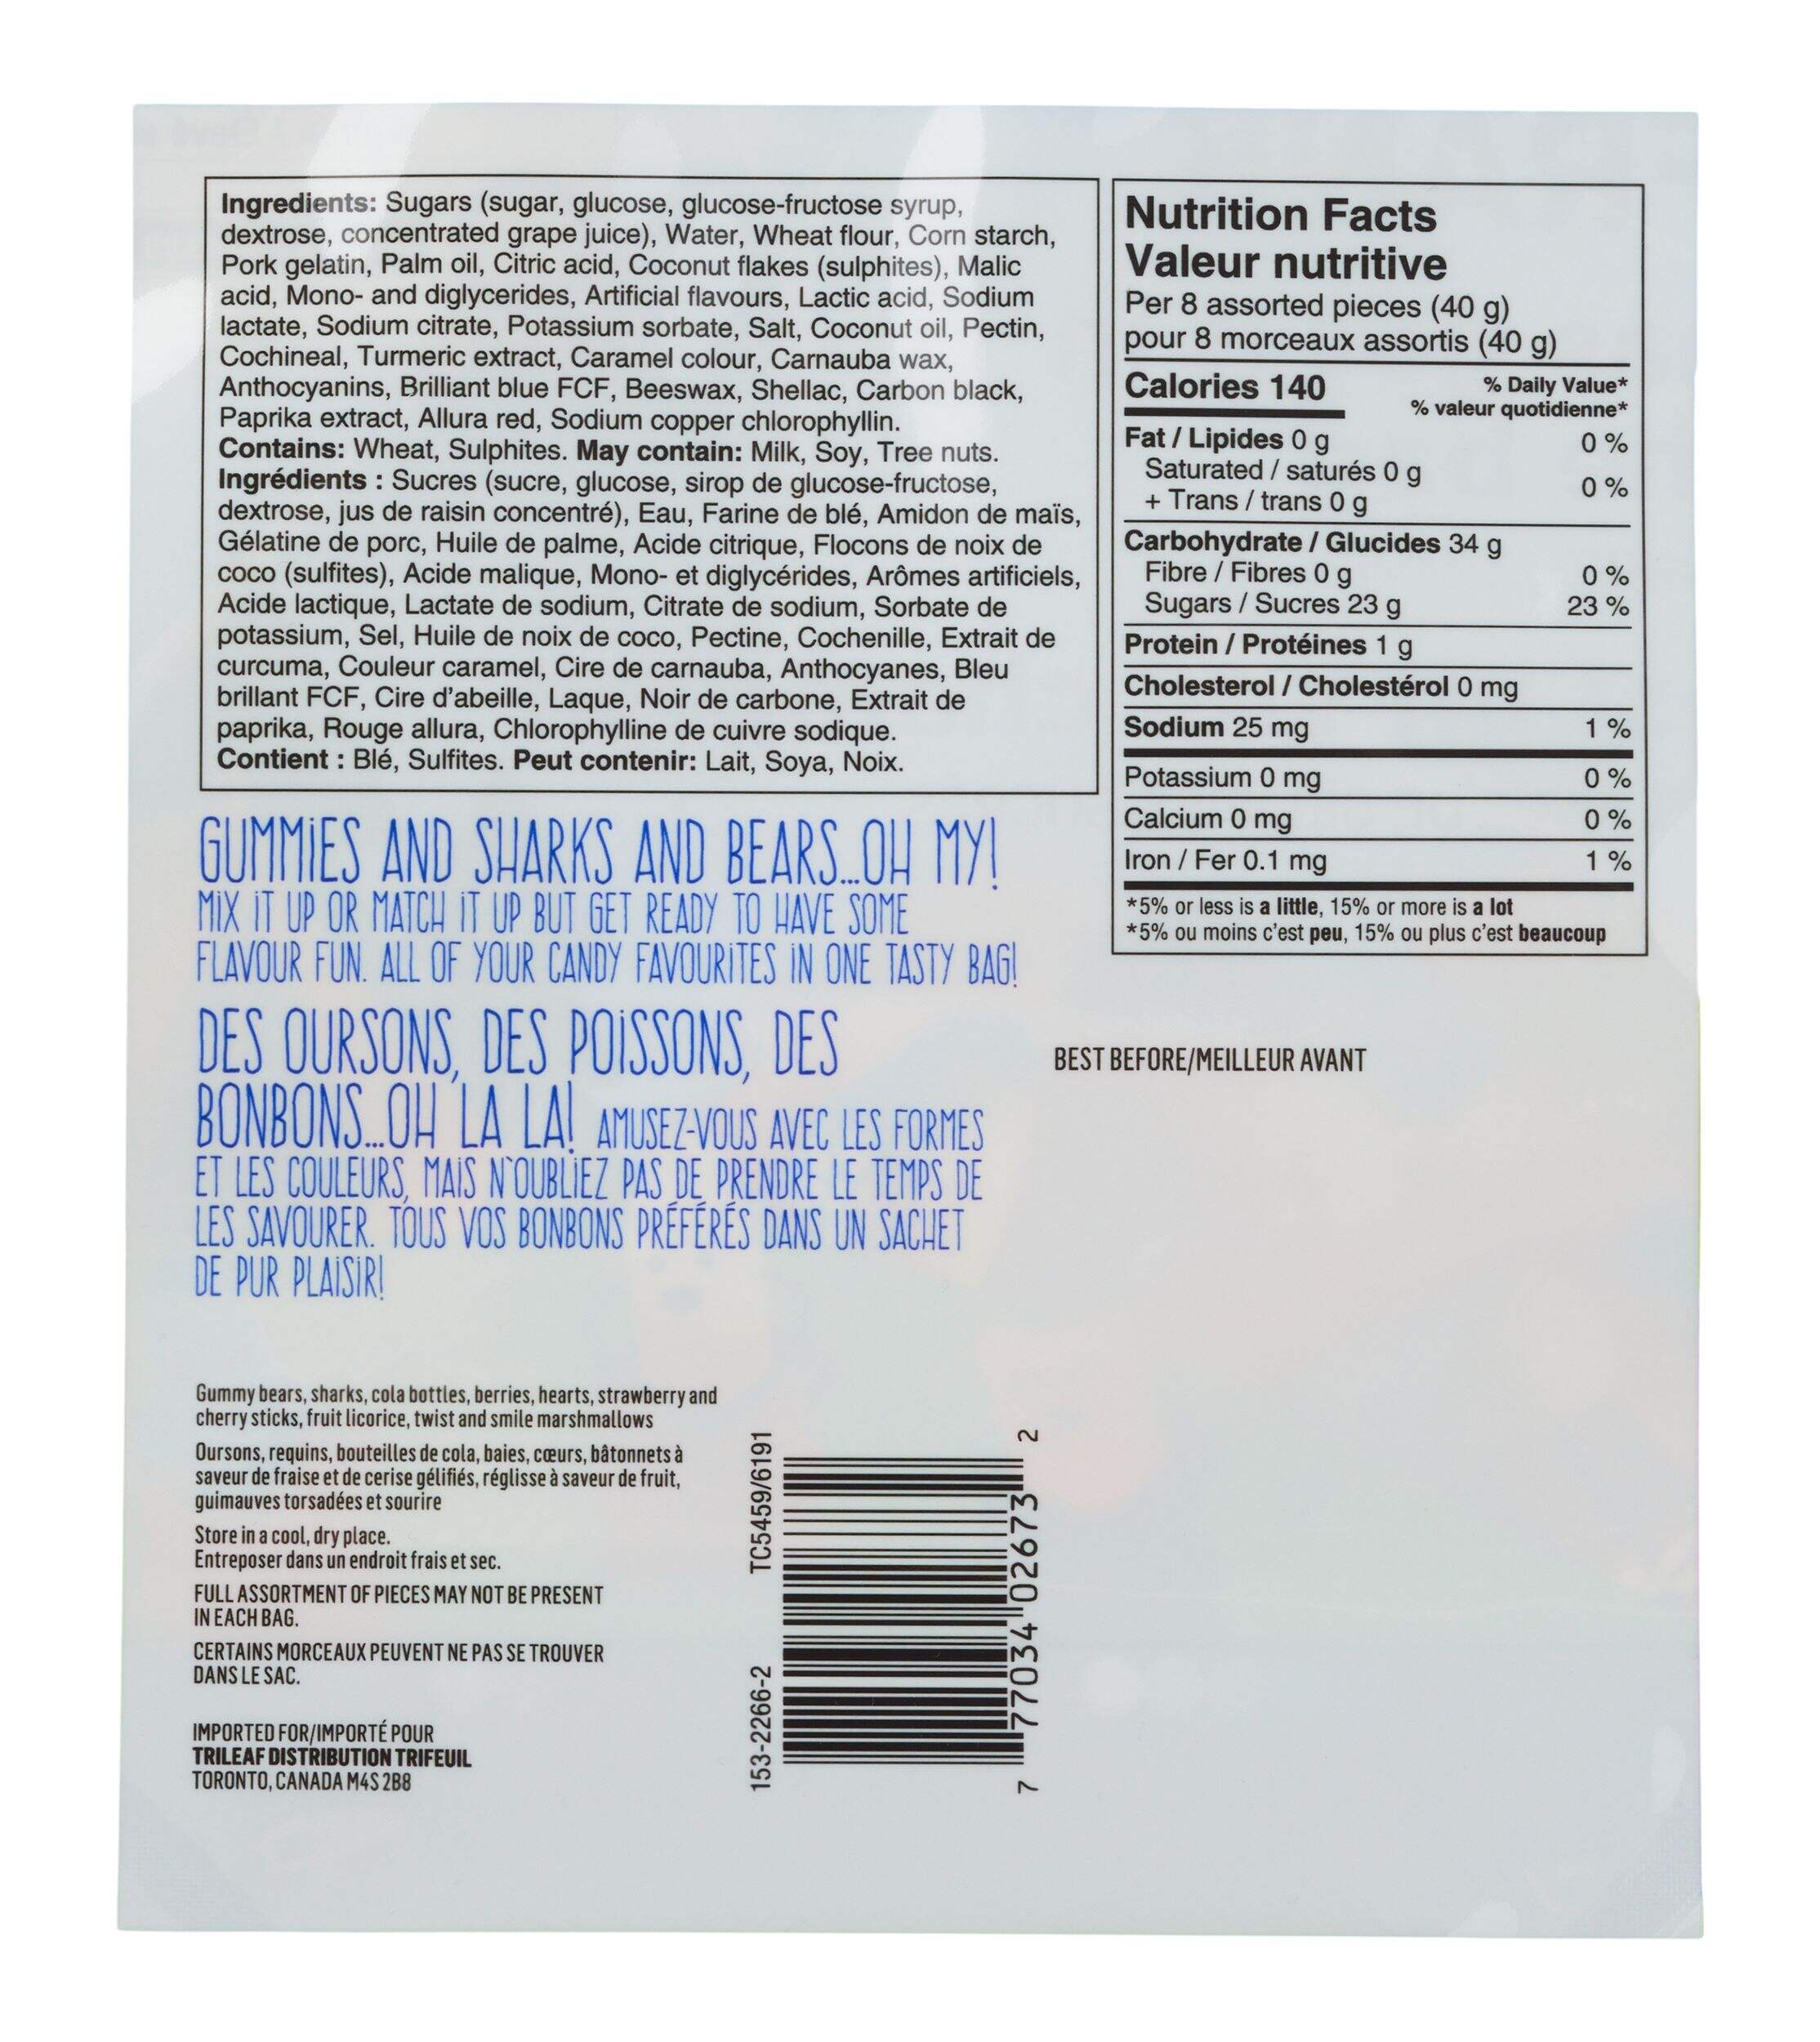 Ingredients: Sugars (sugar, glucose, glucose-fructose syrup,
dextrose, concentrated grape juice), Water, Wheat flour, Corn starch,
Pork gelatin, Palm oil, Citric acid, Coconut flakes (sulphites), Malic
acid, Mono- and diglycerides, Artificial flavours, Lactic acid, Sodium
lactate, Sodium citrate, Potassium sorbate, Salt, Coconut oil, Pectin,
Cochineal, Turmeric extract, Caramel colour, Carnauba wax,
Anthocyanins, Brilliant blue FCF, Beeswax, Shellac, Carbon black,
Paprika extract, Allura red, Sodium copper chlorophyllin.
Contains: Wheat, Sulphites. May contain: Milk, Soy, Tree nuts.
Ingrédients : Sucres (sucre, glucose, sirop de glucose-fructose,
dextrose, jus de raisin concentré), Eau, Farine de blé, Amidon de maïs,
Gélatine de porc, Huile de palme, Acide citrique, Flocons de noix de
coco (sulfites), Acide malique, Mono- et diglycérides, Arômes artificiels,
Acide lactique, Lactate de sodium, Citrate de sodium, Sorbate de
potassium, Sel, Huile de noix de coco, Pectine, Cochenille, Extrait de
curcuma, Couleur caramel, Cire de carnauba, Anthocyanes, Bleu
brillant FCF, Cire d'abeille, Laque, Noir de carbone, Extrait de
paprika, Rouge allura, Chlorophylline de cuivre sodique.
Contient : Blé, Sulfites. Peut contenir: Lait, Soya, Noix.
Nutrition Facts
Valeur nutritive
Per 8 assorted pieces (40 g)
pour 8 morceaux assortis (40 g)
Calories 140 % Daily Value*
% valeur quotidienne*
Fat / Lipides 0 g 0 %
Saturated / saturés 0 g
+ Trans / trans 0 g 0 %
Carbohydrate / Glucides 34 g
Fibre / Fibres 0 g 0 %
Sugars / Sucres 23 g 23 %
Protein / Protéines 1 g
Cholesterol / Cholestérol 0 mg
Sodium 25 mg 1 %
Potassium 0 mg 0 %
Calcium 0 mg 0 %
Iron / Fer 0.1 mg 1 %
*5% or less is a little, 15% or more is a lot
*5% ou moins c'est peu, 15% ou plus c'est beaucoup
GUMMIES AND SHARKS AND BEARS...OH MY!
MIX IT UP OR MATCH IT UP BUT GET READY TO HAVE SOME
FLAVOUR FUN. ALL OF YOUR CANDY FAVOURITES IN ONE TASTY BAG!
DES OURSONS, DES POISSONS, DES
BONBONS...OH LA LA! AMUSEZ-VOUS AVEC LES FORMES
ET LES COULEURS, MAIS N'OUBLIEZ PAS DE PRENDRE LE TEMPS DE
LES SAVOURER. TOUS VOS BONBONS PRÉFÉRÉS DANS UN SACHET
DE PUR PLAISIR!
BEST BEFORE/MEILLEUR AVANT
Gummy bears, sharks, cola bottles, berries, hearts, strawberry and
cherry sticks, fruit licorice, twist and smile marshmallows
Oursons, requins, bouteilles de cola, baies, cœurs, bâtonnets à
saveur de fraise et de cerise gélifiés, réglisse à saveur de fruit,
guimauves torsadées et sourire
Store in a cool, dry place.
Entreposer dans un endroit frais et sec.
FULL ASSORTMENT OF PIECES MAY NOT BE PRESENT
IN EACH BAG.
CERTAINS MORCEAUX PEUVENT NE PAS SE TROUVER
DANS LE SAC.
IMPORTED FOR/IMPORTÉ POUR
TRILEAF DISTRIBUTION TRIFEUIL
TORONTO, CANADA M4S 2B8
153-2266-2 TC5459/6191
7 77034 02673 2